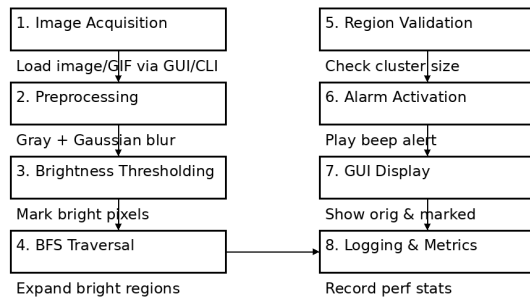 1. Image Acquisition
Load image/GIF via GUI/CLI
2. Preprocessing
Gray + Gaussian blur
3. Brightness Thresholding
Mark bright pixels
4. BFS Traversal
Expand bright regions
5. Region Validation
Check cluster size
6. Alarm Activation
Play beep alert
7. GUI Display
Show orig & marked
8. Logging & Metrics
Record perf stats